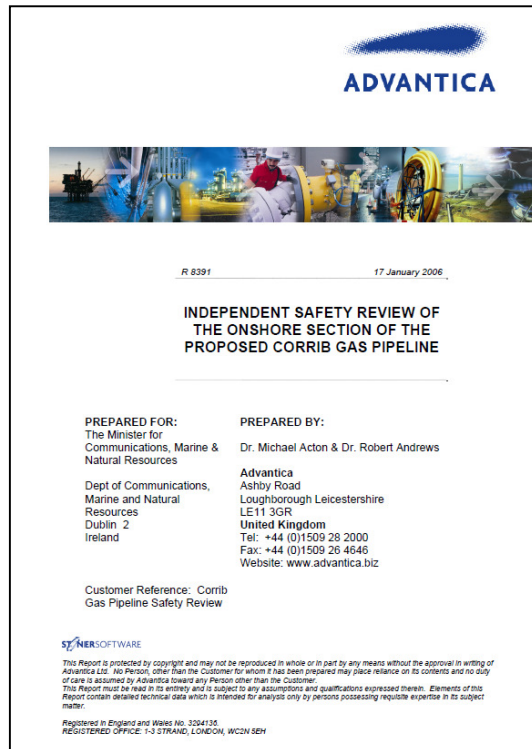 ADVANTICA
R 8391 17 January 2006
INDEPENDENT SAFETY REVIEW OF
THE ONSHORE SECTION OF THE
PROPOSED CORRIB GAS PIPELINE
PREPARED FOR:
The Minister for
Communications, Marine &
Natural Resources
Dept of Communications,
Marine and Natural
Resources
Dublin 2
Ireland
Customer Reference: Corrib
Gas Pipeline Safety Review
PREPARED BY:
Dr. Michael Acton & Dr. Robert Andrews
Advantica
Ashby Road
Loughborough Leicestershire
LE11 3GR
United Kingdom
Tel: +44 (0)1509 28 2000
Fax: +44 (0)1509 26 4646
Website: www.advantica.biz
STONERSOFTWARE
This Report is protected by copyright and may not be reproduced in whole or in part by any means without the approval in writing of
Advantica Ltd. No Person, other than the Customer for whom it has been prepared may place reliance on its contents and no duty
of care is assumed by Advantica toward any Person other than the Customer.
This Report must be read in its entirety and is subject to any assumptions and qualifications expressed therein. Elements of this
Report contain detailed technical data which is intended for analysis only by persons possessing requisite expertise in its subject
matter.
Registered in England and Wales No. 3294136.
REGISTERED OFFICE: 1-3 STRAND, LONDON, WC2N 5EH